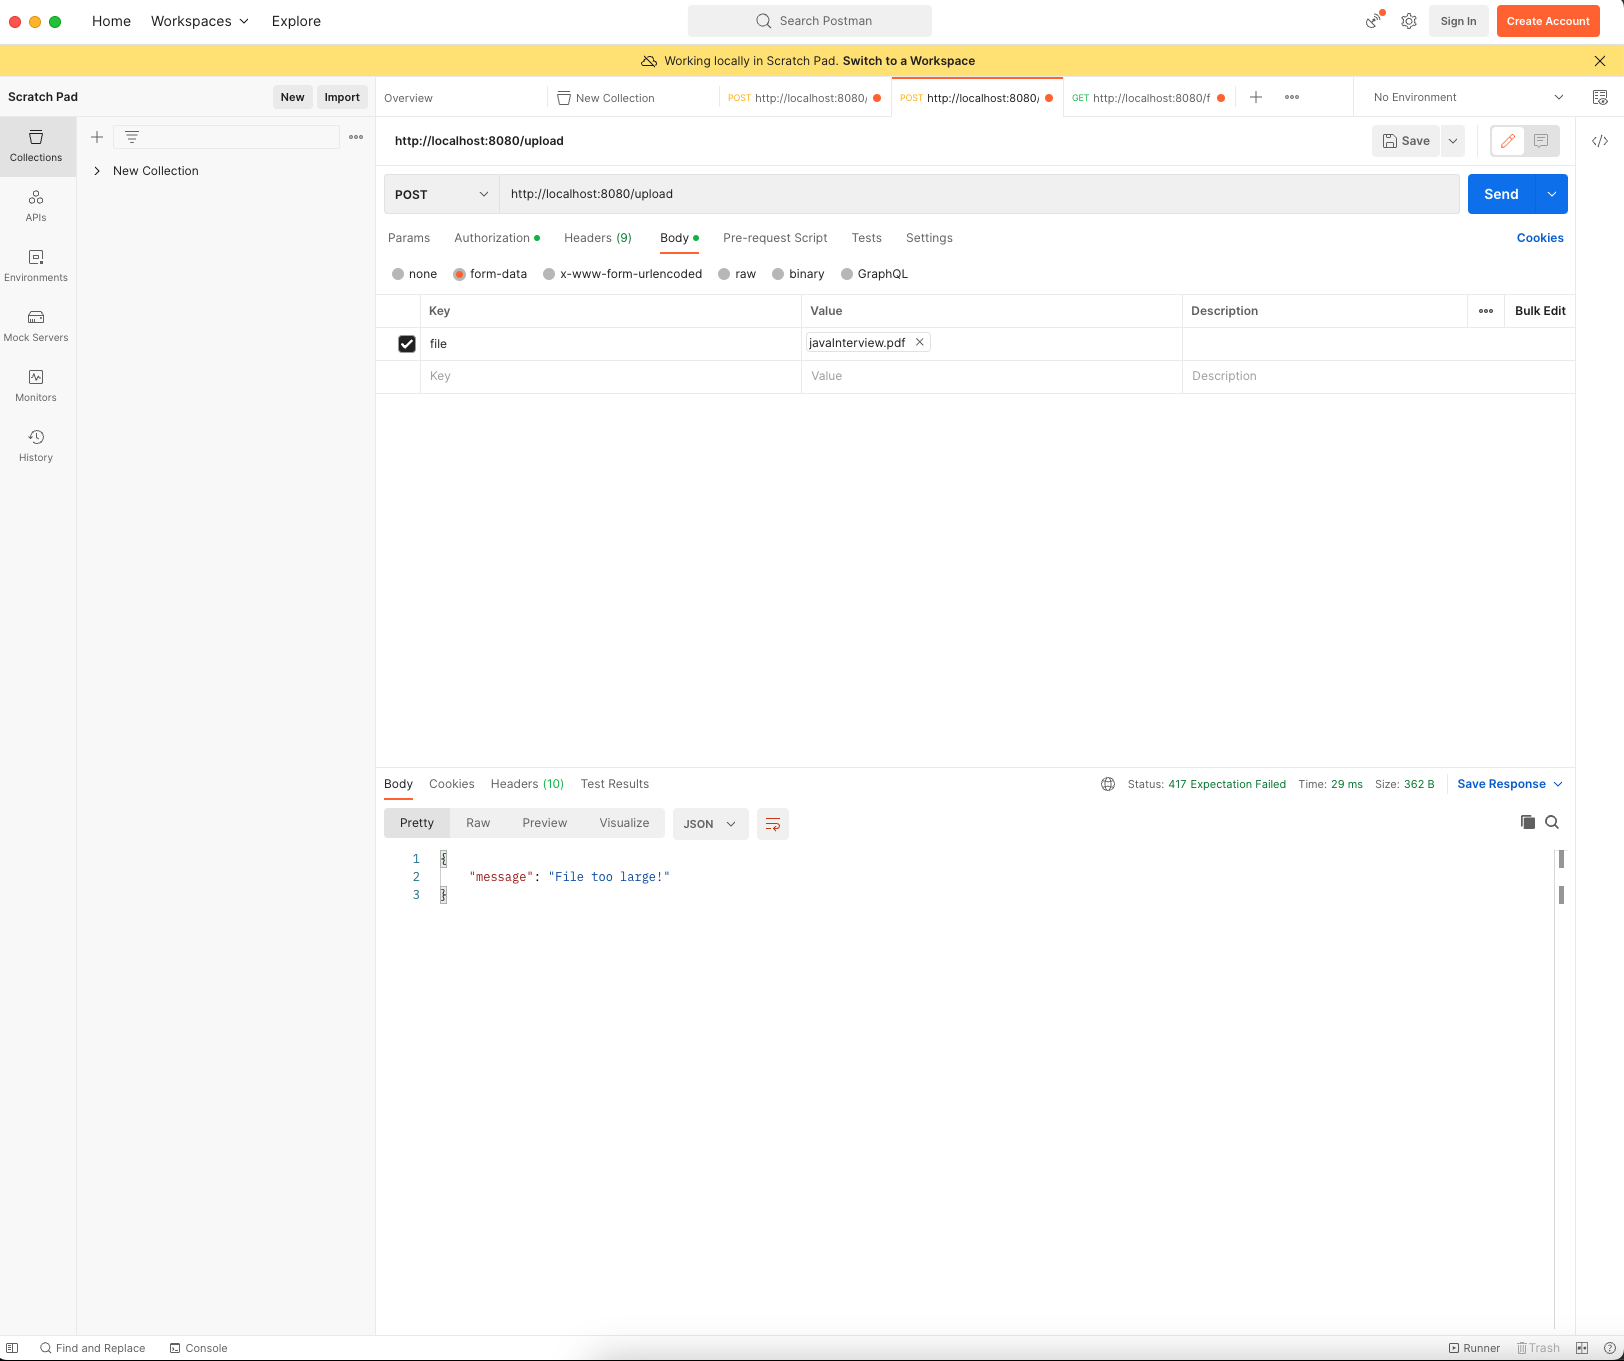 Home Workspaces Explore Search Postman Sign In Create Account
Working locally in Scratch Pad. Switch to a Workspace
Scratch Pad New Import Overview New Collection POST http://localhost:8080/ POST http://localhost:8080/ GET http://localhost:8080/f No Environment
Collections
New Collection
APIs
Environments
Mock Servers
Monitors
History
http://localhost:8080/upload Save
POST http://localhost:8080/upload Send
Params Authorization Headers (9) Body Pre-request Script Tests Settings Cookies
none form-data x-www-form-urlencoded raw binary GraphQL
Key Value Description Bulk Edit
file javaInterview.pdf
Key Value Description
Body Cookies Headers (10) Test Results Status: 417 Expectation Failed Time: 29 ms Size: 362 B Save Response
Pretty Raw Preview Visualize JSON
1 {
2 "message": "File too large!"
3 }
Find and Replace Console Runner Trash